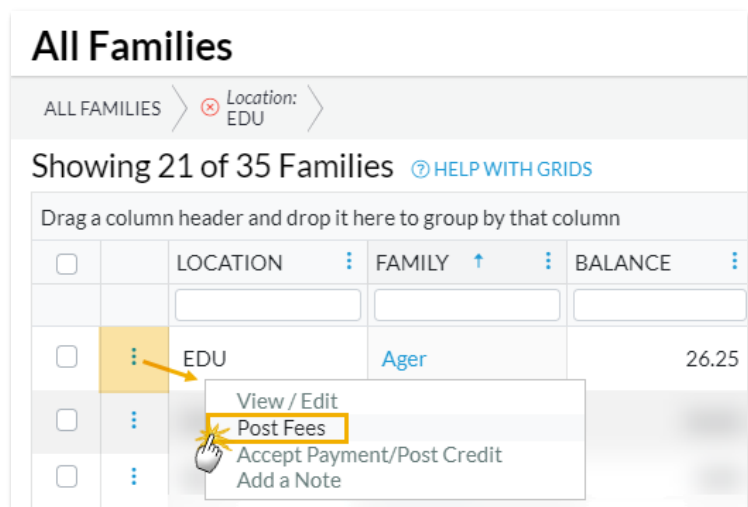 All Families
ALL FAMILIES
Location:
EDU
Showing 21 of 35 Families HELP WITH GRIDS
Drag a column header and drop it here to group by that column
LOCATION FAMILY BALANCE
EDU Ager 26.25
View / Edit
Post Fees
Accept Payment/Post Credit
Add a Note